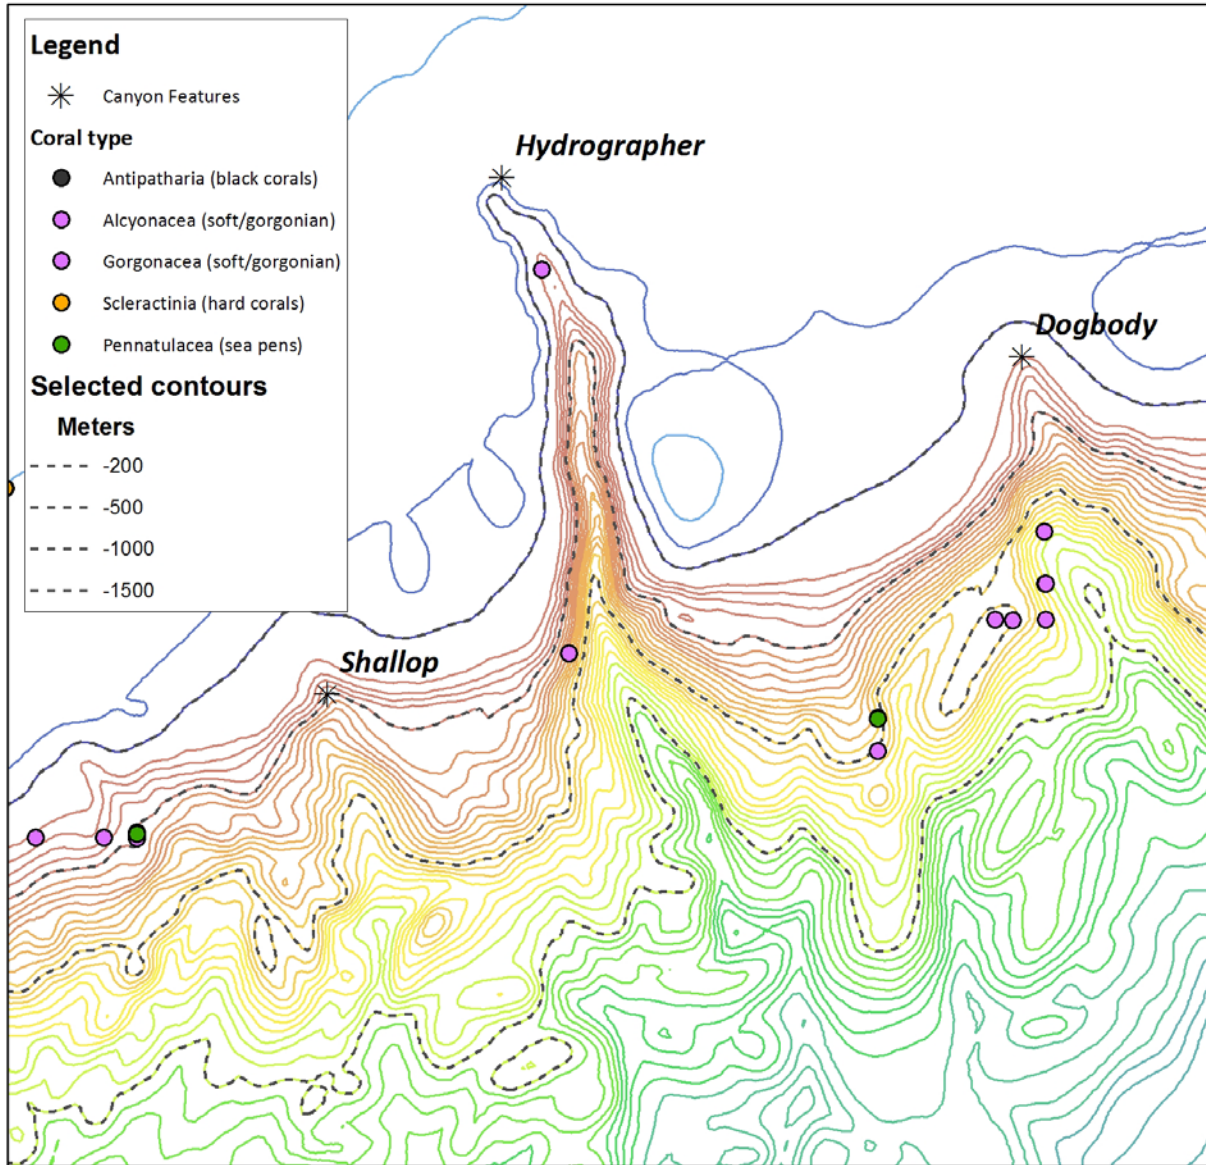 Legend
Canyon Features
Coral type
Antipatharia (black corals)
Alcyonacea (soft/gorgonian)
Gorgonacea (soft/gorgonian)
Scleractinia (hard corals)
Pennatulacea (sea pens)
Selected contours
Meters
-200
-500
-1000
-1500
Hydrographer
Dogbody
Shallop